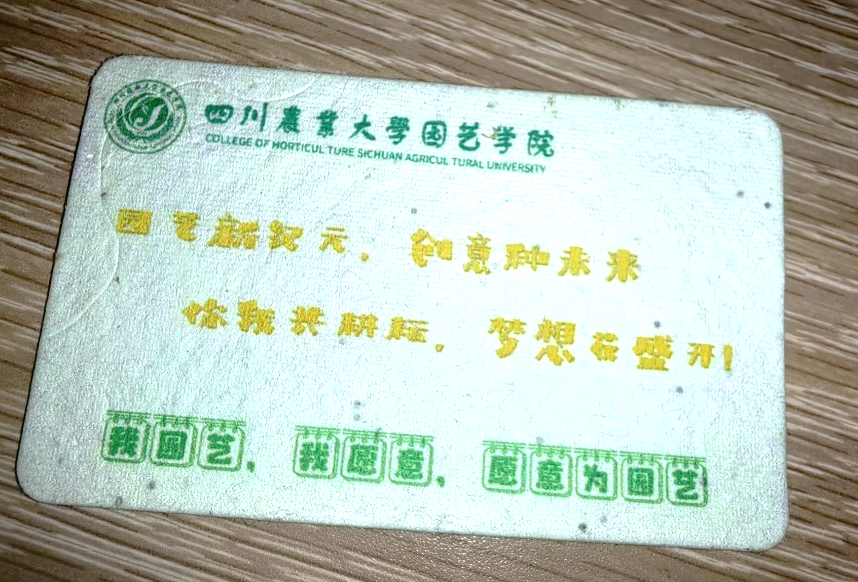 四川農業大學园艺学院
COLLEGE OF HORTICUL TURE SICHUAN AGRICUL TURAL UNIVERSITY
园艺新纪元，创意种未来
你我共耕耘，梦想花盛开！
我园艺，我愿意，愿意为园艺